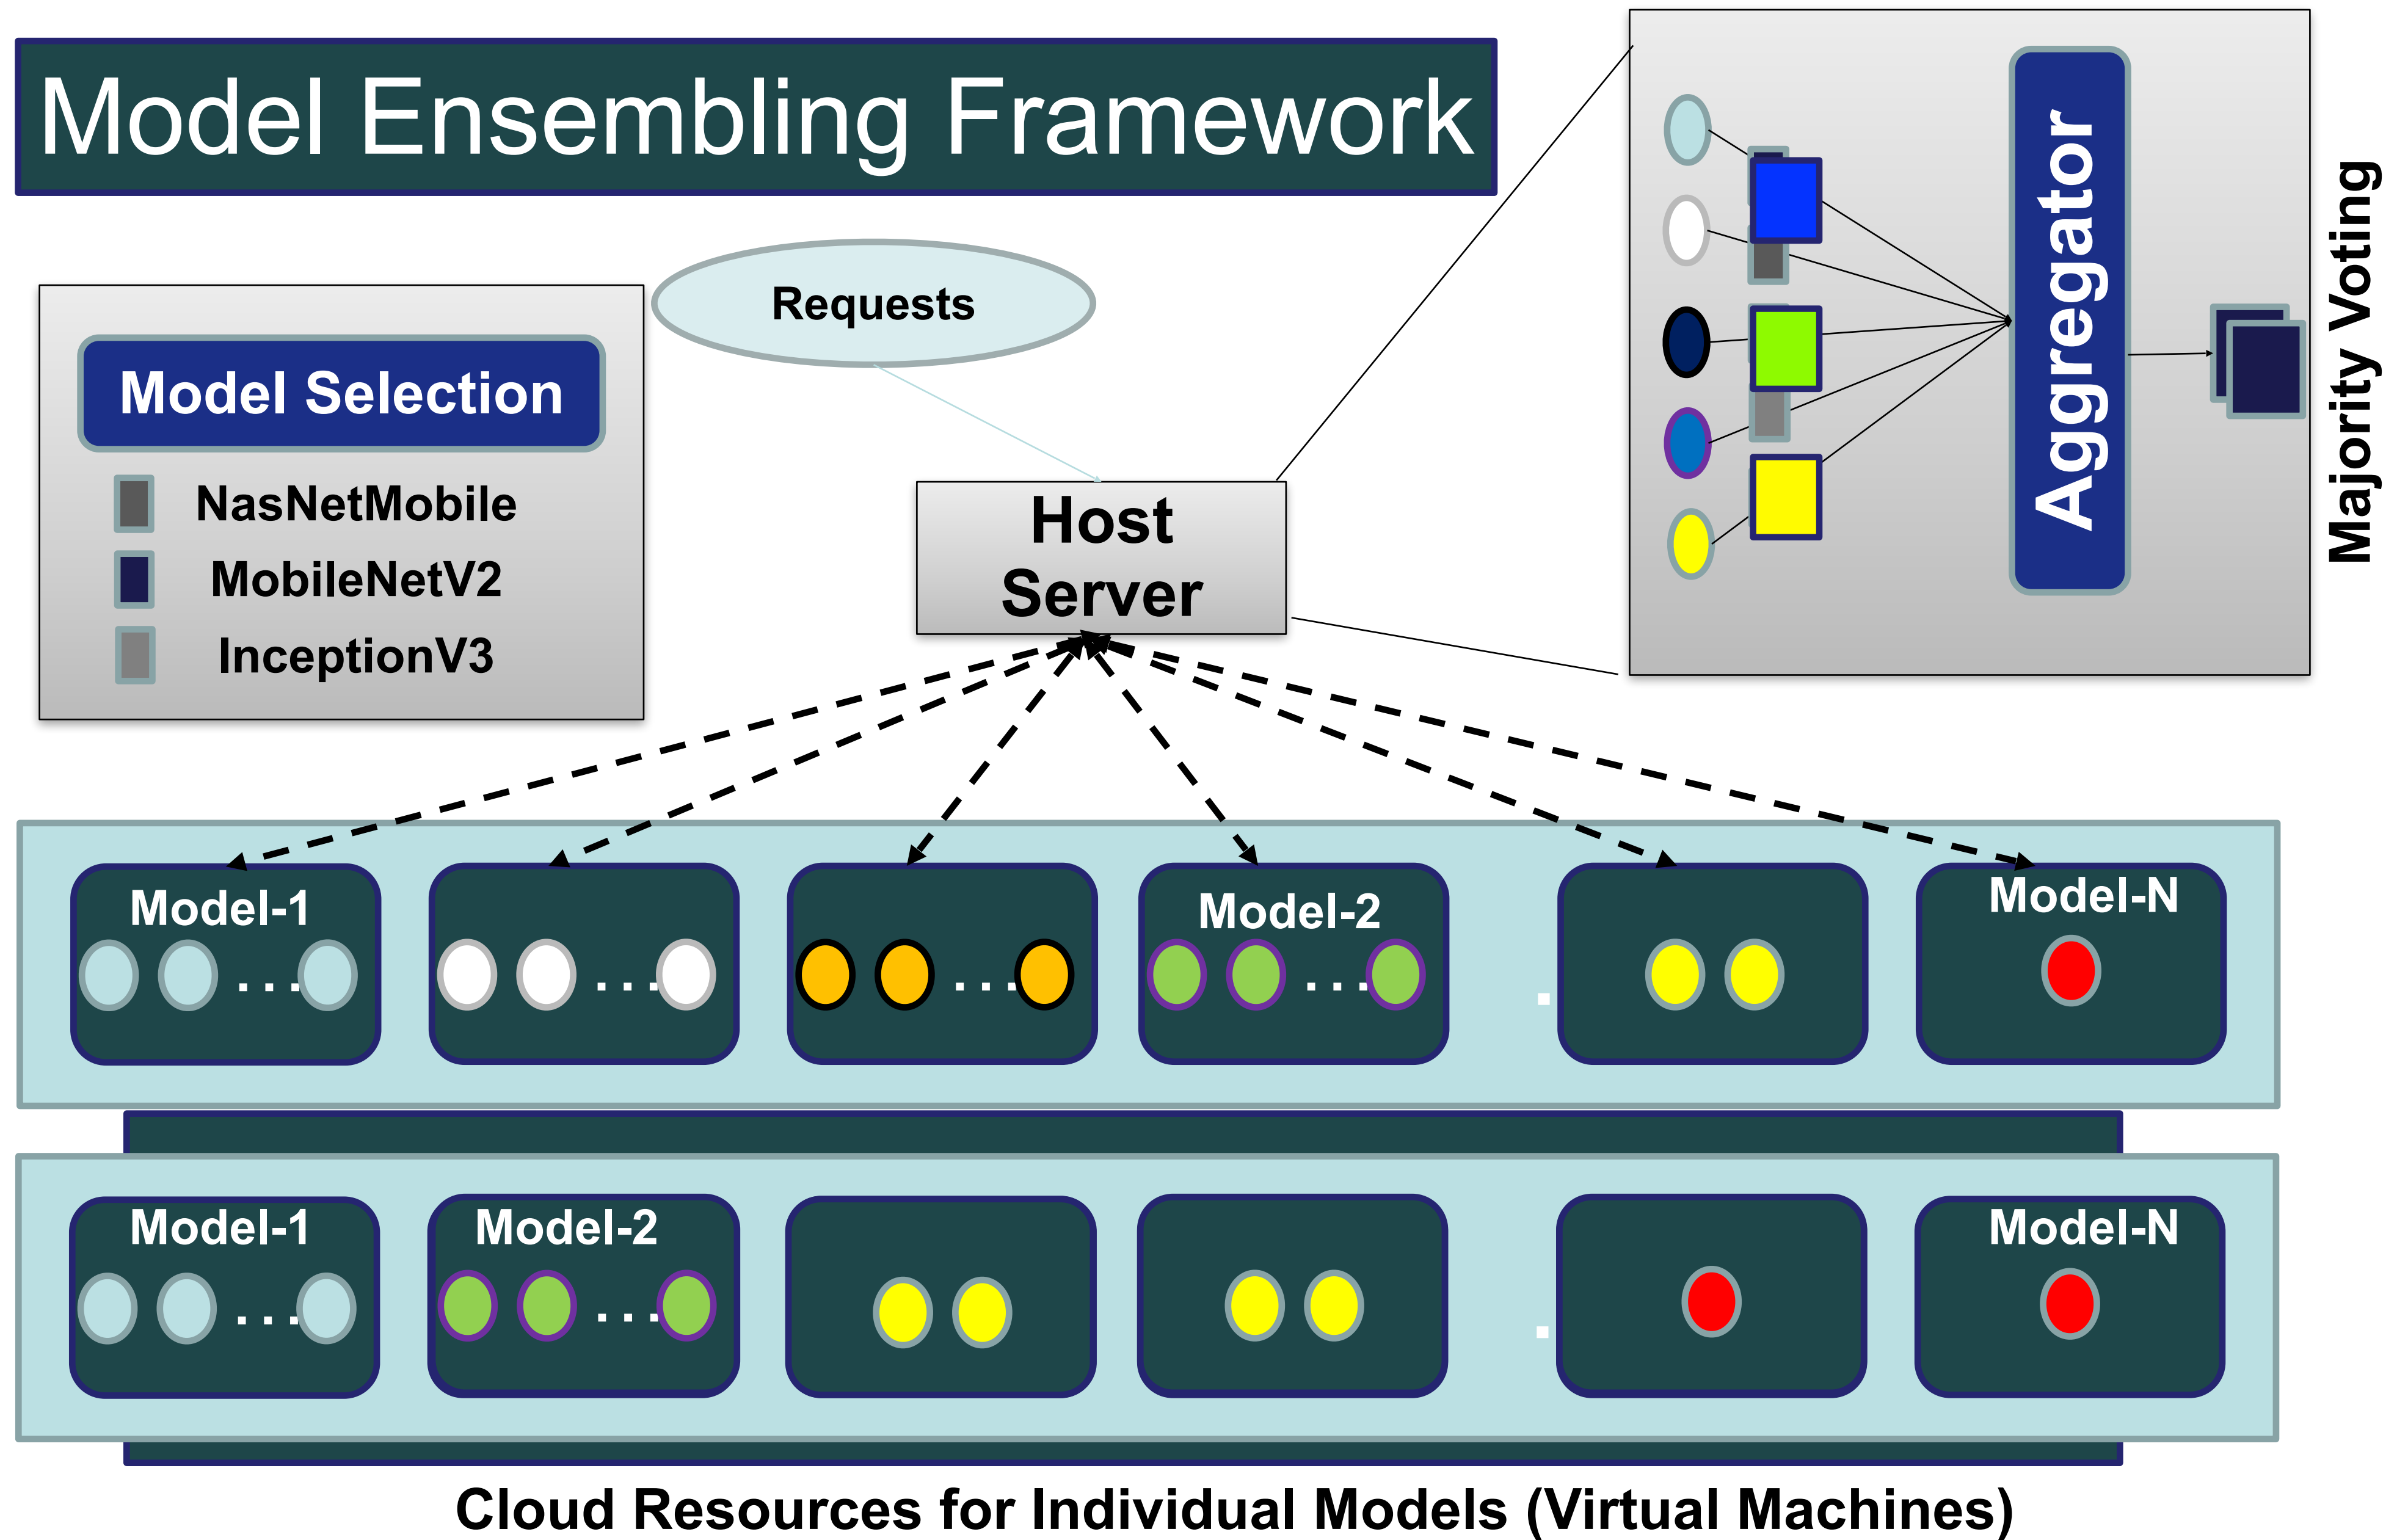 Model Ensembling Framework
Model Selection
NasNetMobile
MobileNetV2
InceptionV3
Requests
Host
Server
Aggregator
Majority Voting
Model-1
...
...
...
Model-2
...
.
Model-N
Model-1
...
Model-2
...
.
Model-N
Cloud Resources for Individual Models (Virtual Machines)